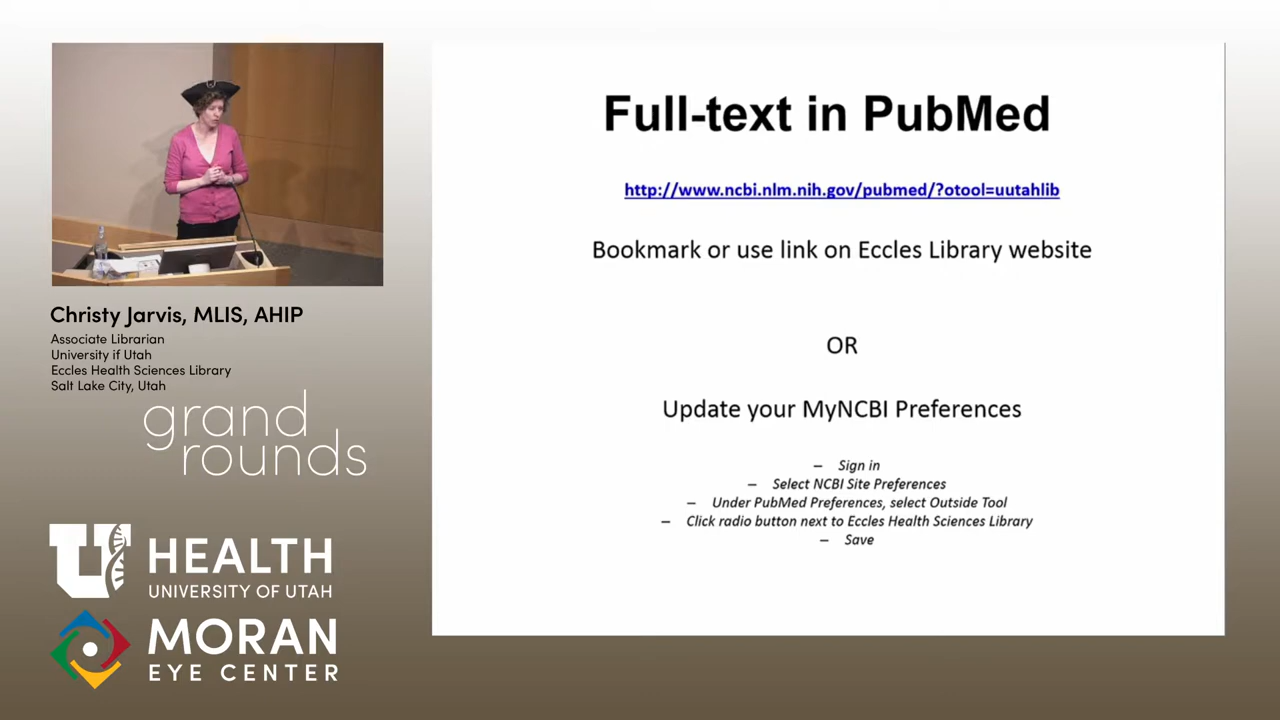 Full-text in PubMed
http://www.ncbi.nlm.nih.gov/pubmed/?otool=uutahlib
Bookmark or use link on Eccles Library website
OR
Update your MyNCBI Preferences
– Sign in
– Select NCBI Site Preferences
– Under PubMed Preferences, select Outside Tool
– Click radio button next to Eccles Health Sciences Library
– Save
Christy Jarvis, MLIS, AHIP
Associate Librarian
University if Utah
Eccles Health Sciences Library
Salt Lake City, Utah
grand
rounds
U HEALTH
UNIVERSITY OF UTAH
MORAN
EYE CENTER